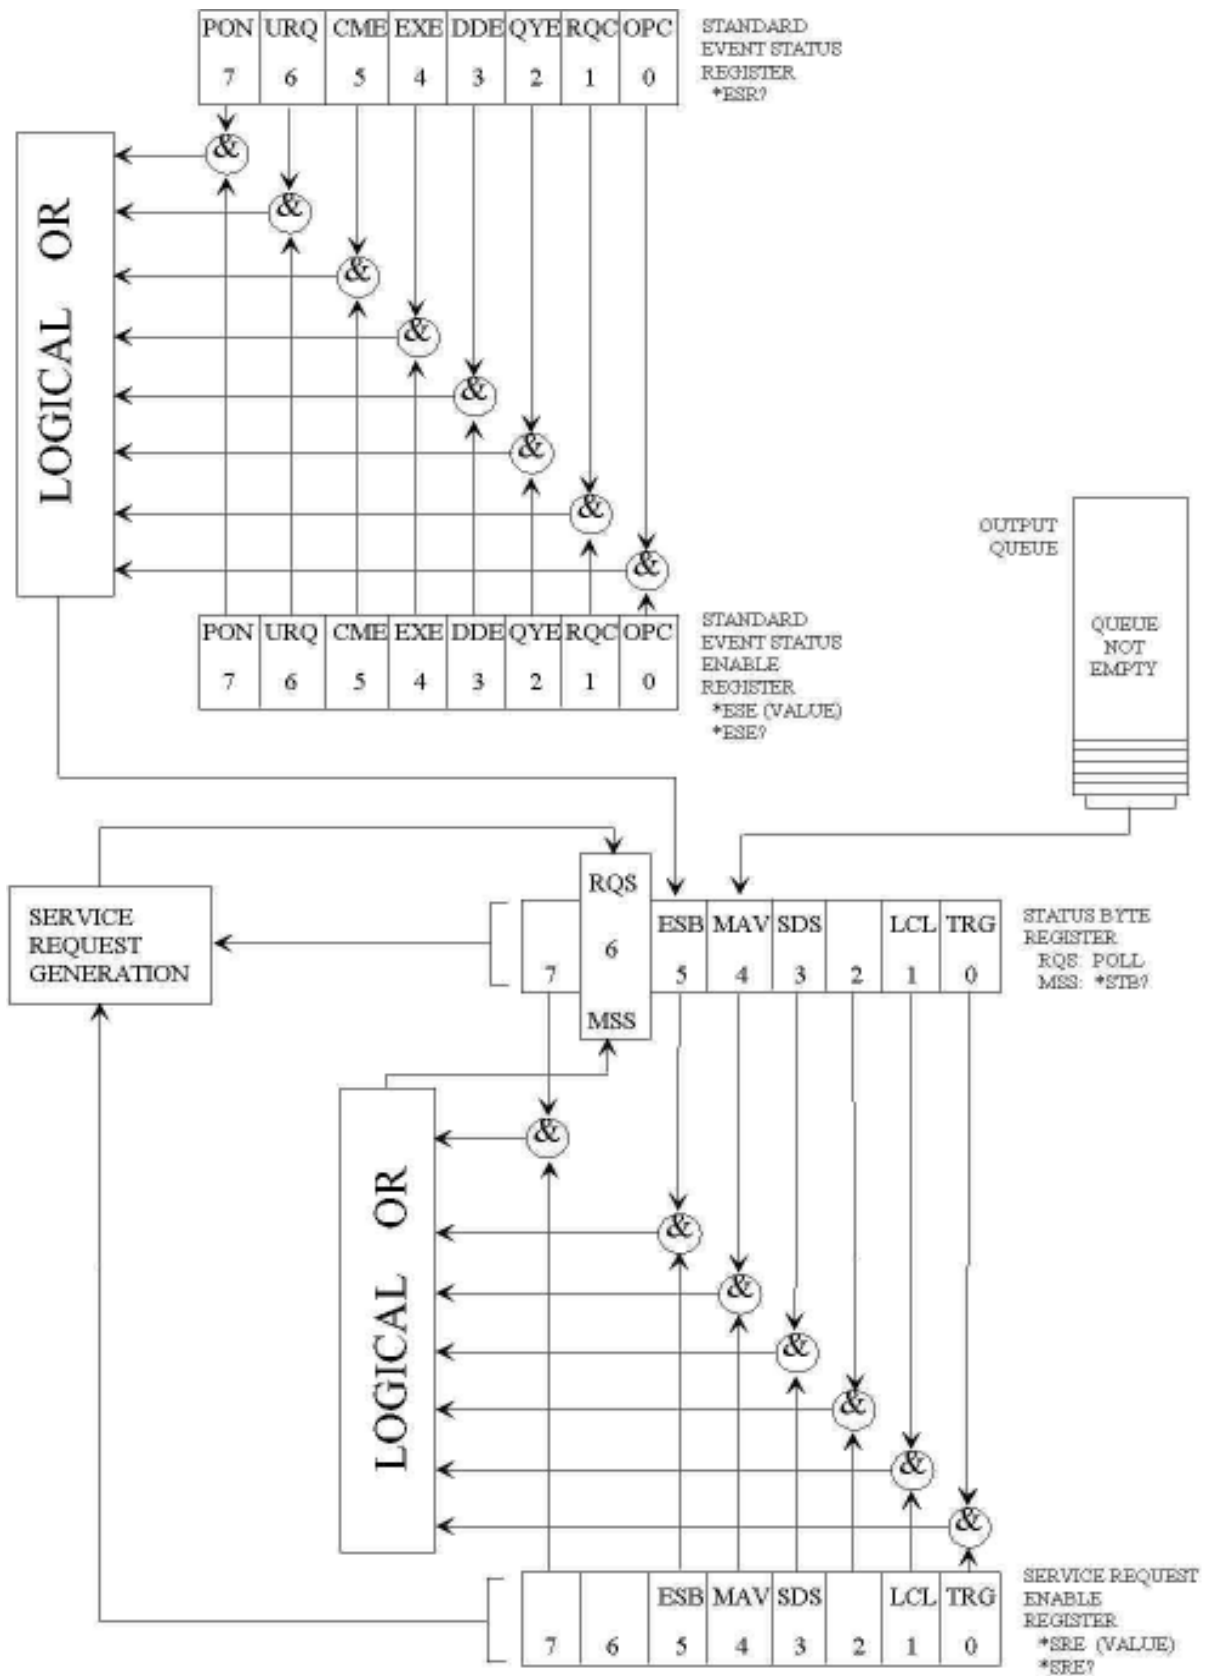 PON URQ CME EXE DDE QYE RQC OPC
7 6 5 4 3 2 1 0
STANDARD
EVENT STATUS
REGISTER
*ESR?
&
&
&
&
&
&
&
&
LOGICAL OR
PON URQ CME EXE DDE QYE RQC OPC
7 6 5 4 3 2 1 0
STANDARD
EVENT STATUS
ENABLE
REGISTER
*ESE (VALUE)
*ESE?
OUTPUT
QUEUE
QUEUE
NOT
EMPTY
SERVICE
REQUEST
GENERATION
RQS
ESB MAV SDS LCL TRG
7 6 5 4 3 2 1 0
MSS
STATUS BYTE
REGISTER
RQS: POLL
MSS: *STB?
&
&
&
&
&
&
&
LOGICAL OR
ESB MAV SDS LCL TRG
7 6 5 4 3 2 1 0
SERVICE REQUEST
ENABLE
REGISTER
*SRE (VALUE)
*SRE?